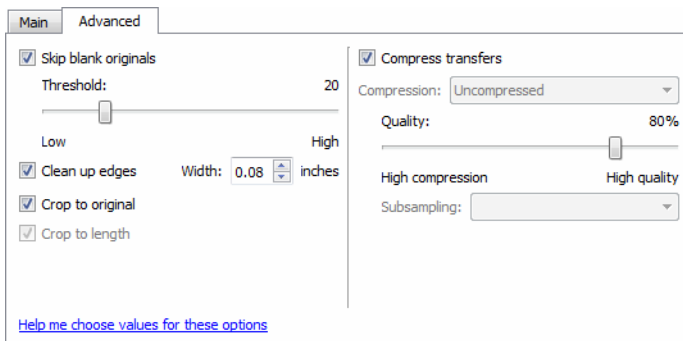 Main
Advanced
Skip blank originals
Threshold: 20
Low High
Clean up edges Width: 0.08 inches
Crop to original
Crop to length
Help me choose values for these options
Compress transfers
Compression: Uncompressed
Quality: 80%
High compression High quality
Subsampling: